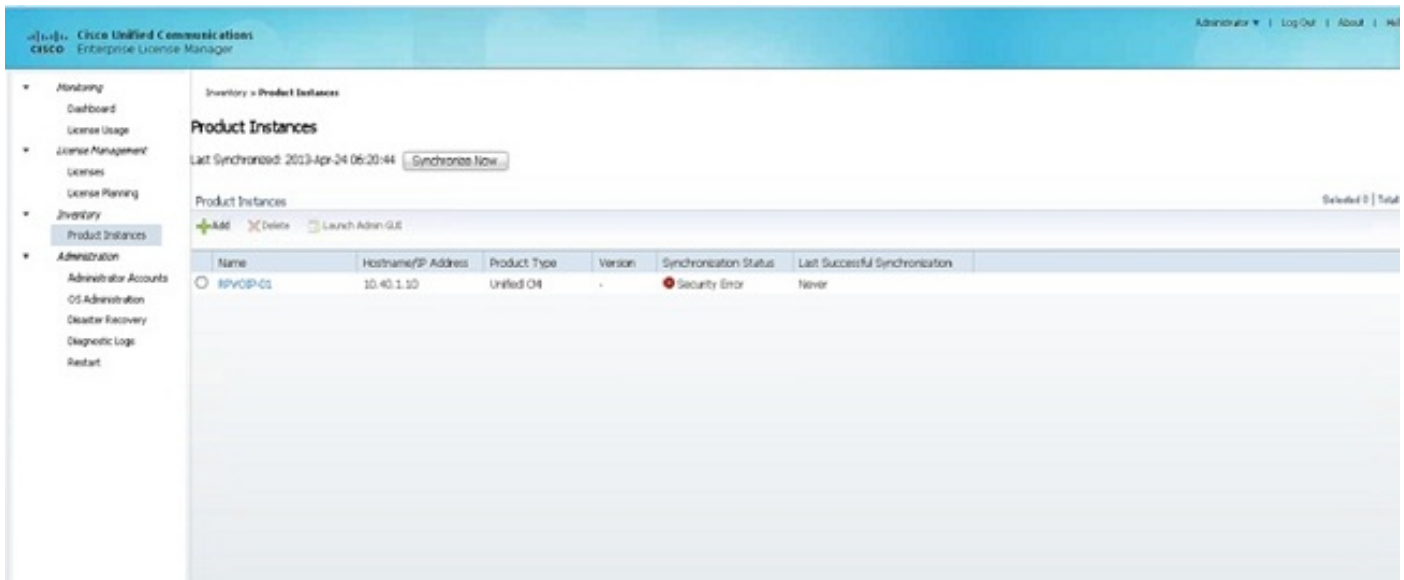 Administrator | Log Out | About |
Cisco Unified Communications
CISCO Enterprise License Manager
Monitoring
Dashboard
License Usage
License Management
Licenses
License Planning
Inventory
Product Instances
Administration
Administrator Accounts
OS Administration
Disaster Recovery
Diagnostic Logs
Restart
Inventory > Product Instances
Product Instances
Last Synchronized: 2013-Apr-24 06:20:44 Synchronize Now
Product Instances
Selected 0 | Total
Add Delete Launch Admin GUI
Name Hostname/IP Address Product Type Version Synchronization Status Last Successful Synchronization
RPVOIP-01 10.40.1.10 Unified CM - Security Error Never